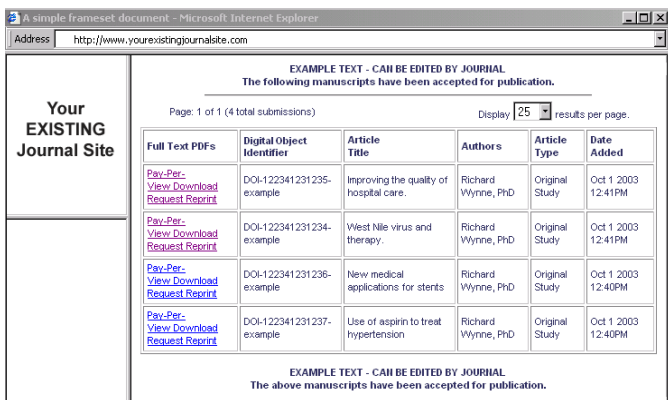 A simple frameset document - Microsoft Internet Explorer
Address http://www.yourexistingjournalsite.com
Your
EXISTING
Journal Site
EXAMPLE TEXT - CAN BE EDITED BY JOURNAL
The following manuscripts have been accepted for publication.
Page: 1 of 1 (4 total submissions) Display 25 results per page.
Full Text PDFs Digital Object Identifier Article Title Authors Article Type Date Added
Pay-Per-
View Download
Request Reprint
DOI-122341231235-
example
Improving the quality of
hospital care.
Richard
Wynne, PhD
Original
Study
Oct 1 2003
12:41PM
Pay-Per-
View Download
Request Reprint
DOI-122341231234-
example
West Nile virus and
therapy.
Richard
Wynne, PhD
Original
Study
Oct 1 2003
12:41PM
Pay-Per-
View Download
Request Reprint
DOI-122341231236-
example
New medical
applications for stents
Richard
Wynne, PhD
Original
Study
Oct 1 2003
12:40PM
Pay-Per-
View Download
Request Reprint
DOI-122341231237-
example
Use of aspirin to treat
hypertension
Richard
Wynne, PhD
Original
Study
Oct 1 2003
12:40PM
EXAMPLE TEXT - CAN BE EDITED BY JOURNAL
The above manuscripts have been accepted for publication.